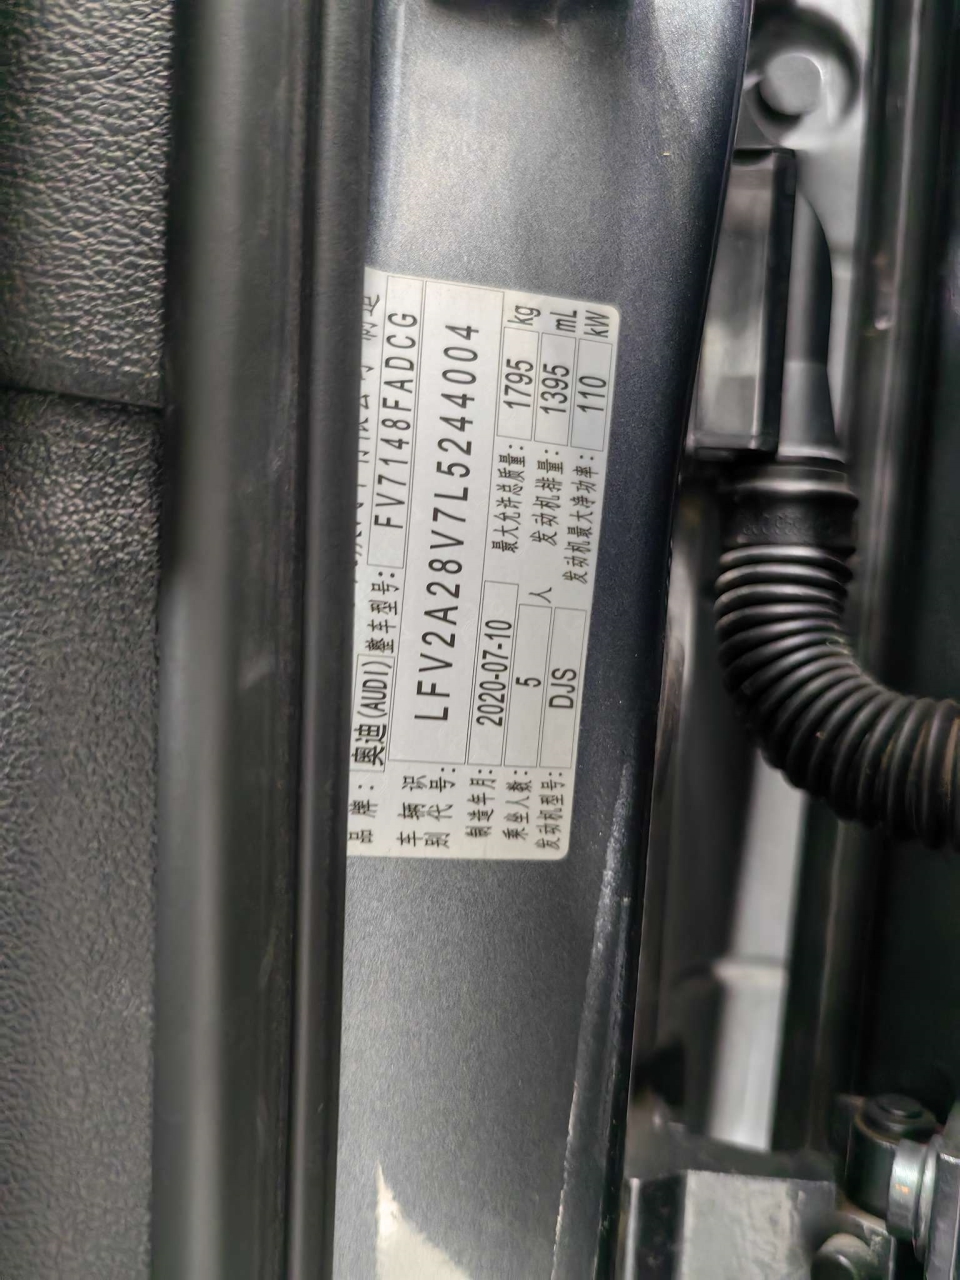 品牌：奥迪(AUDI) 整车型号：FV7148FADCG
车辆识别代号：LFV2A28V7L5244004
制造年月：2020-07-10 最大允许总质量：1795 kg
乘坐人数：5 人 发动机排量：1395 mL
发动机型号：DJS 发动机最大净功率：110 kW